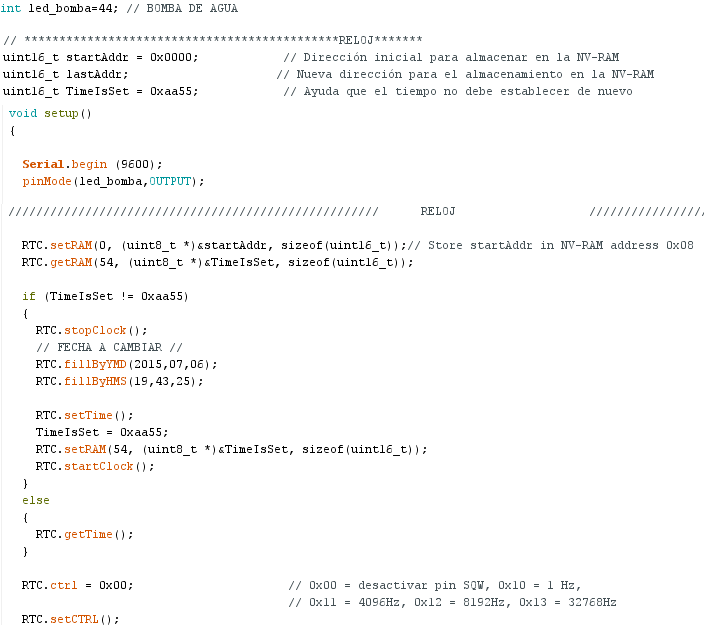 int led_bomba=44; // BOMBA DE AGUA
// *********************************************RELOJ*******
uint16_t startAddr = 0x0000;            // Dirección inicial para almacenar en la NV-RAM
uint16_t lastAddr;                     // Nueva dirección para el almacenamiento en la NV-RAM
uint16_t TimeIsSet = 0xaa55;            // Ayuda que el tiempo no debe establecer de nuevo
void setup()
{
Serial.begin (9600);
pinMode(led_bomba,OUTPUT);
/////////////////////////////////////////////////////      RELOJ                   /////////////////
RTC.setRAM(0, (uint8_t *)&startAddr, sizeof(uint16_t));// Store startAddr in NV-RAM address 0x08
RTC.getRAM(54, (uint8_t *)&TimeIsSet, sizeof(uint16_t));
if (TimeIsSet != 0xaa55)
{
RTC.stopClock();
// FECHA A CAMBIAR //
RTC.fillByYMD(2015,07,06);
RTC.fillByHMS(19,43,25);
RTC.setTime();
TimeIsSet = 0xaa55;
RTC.setRAM(54, (uint8_t *)&TimeIsSet, sizeof(uint16_t));
RTC.startClock();
}
else
{
RTC.getTime();
}
RTC.ctrl = 0x00;                      // 0x00 = desactivar pin SQW, 0x10 = 1 Hz,
// 0x11 = 4096Hz, 0x12 = 8192Hz, 0x13 = 32768Hz
RTC.setCTRL();